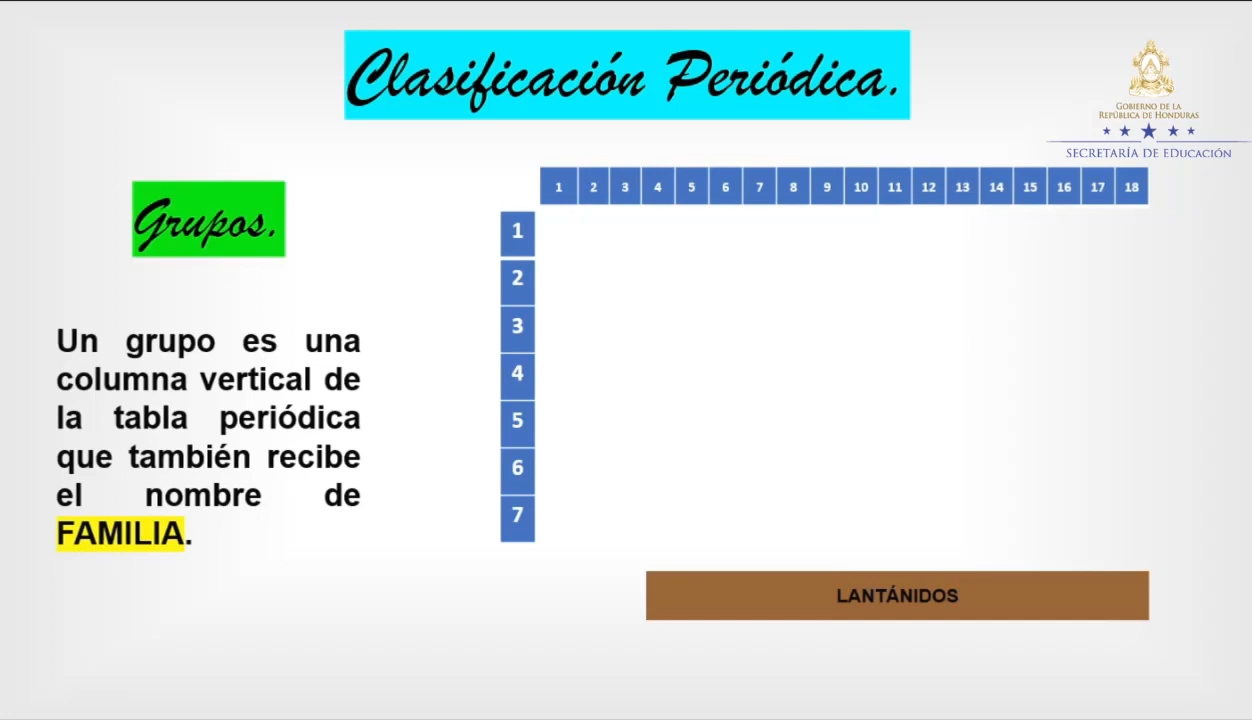 Clasificación Periódica.
GOBIERNO DE LA
REPÚBLICA DE HONDURAS
SECRETARÍA DE EDUCACIÓN
Grupos.
Un grupo es una
columna vertical de
la tabla periódica
que también recibe
el nombre de
FAMILIA.
1 2 3 4 5 6 7 8 9 10 11 12 13 14 15 16 17 18
1
2
3
4
5
6
7
LANTÁNIDOS